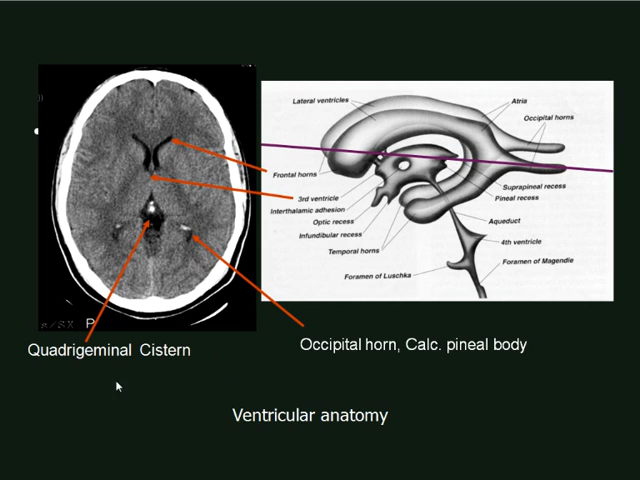 Lateral ventricles
Atria
Occipital horns
Frontal horns
3rd ventricle
Suprapineal recess
Interthalamic adhesion
Pineal recess
Optic recess
Aqueduct
Infundibular recess
4th ventricle
Temporal horns
Foramen of Magendie
Foramen of Luschka
P
Quadrigeminal Cistern
Occipital horn, Calc. pineal body
Ventricular anatomy